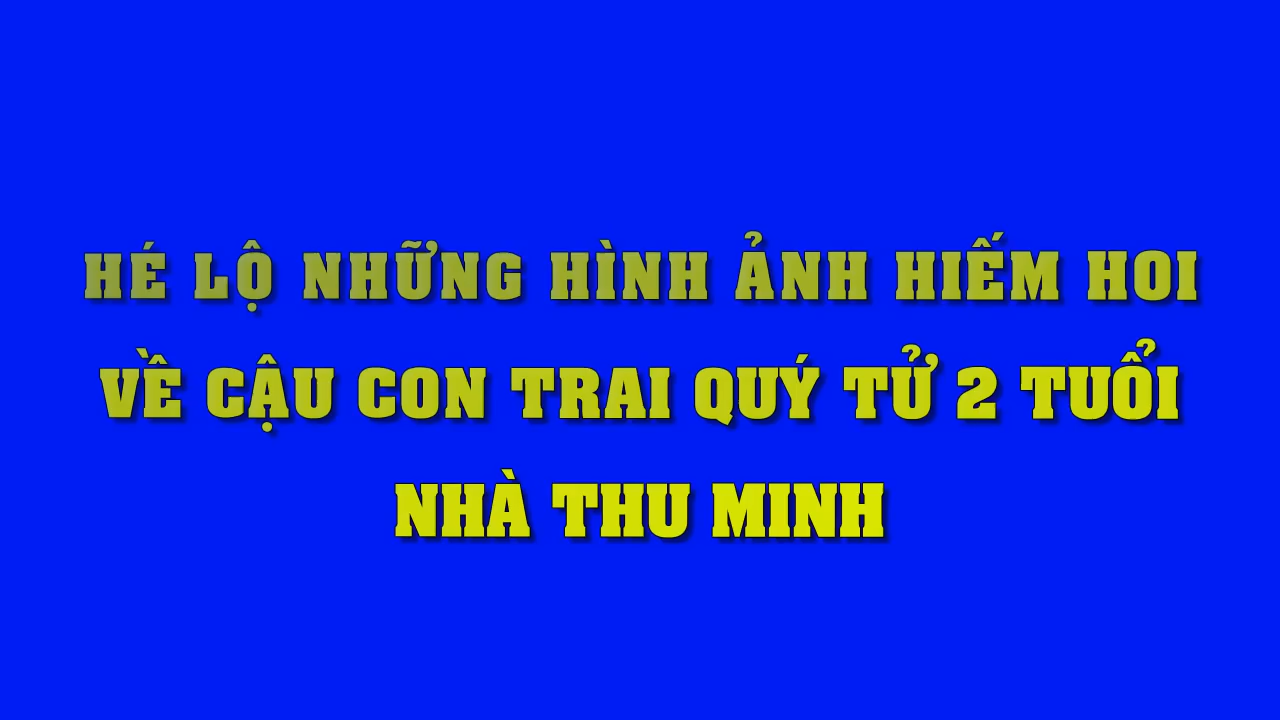 HÉ LỘ NHỮNG HÌNH ẢNH HIẾM HOI
VỀ CẬU CON TRAI QUÝ TỬ 2 TUỔI
NHÀ THU MINH